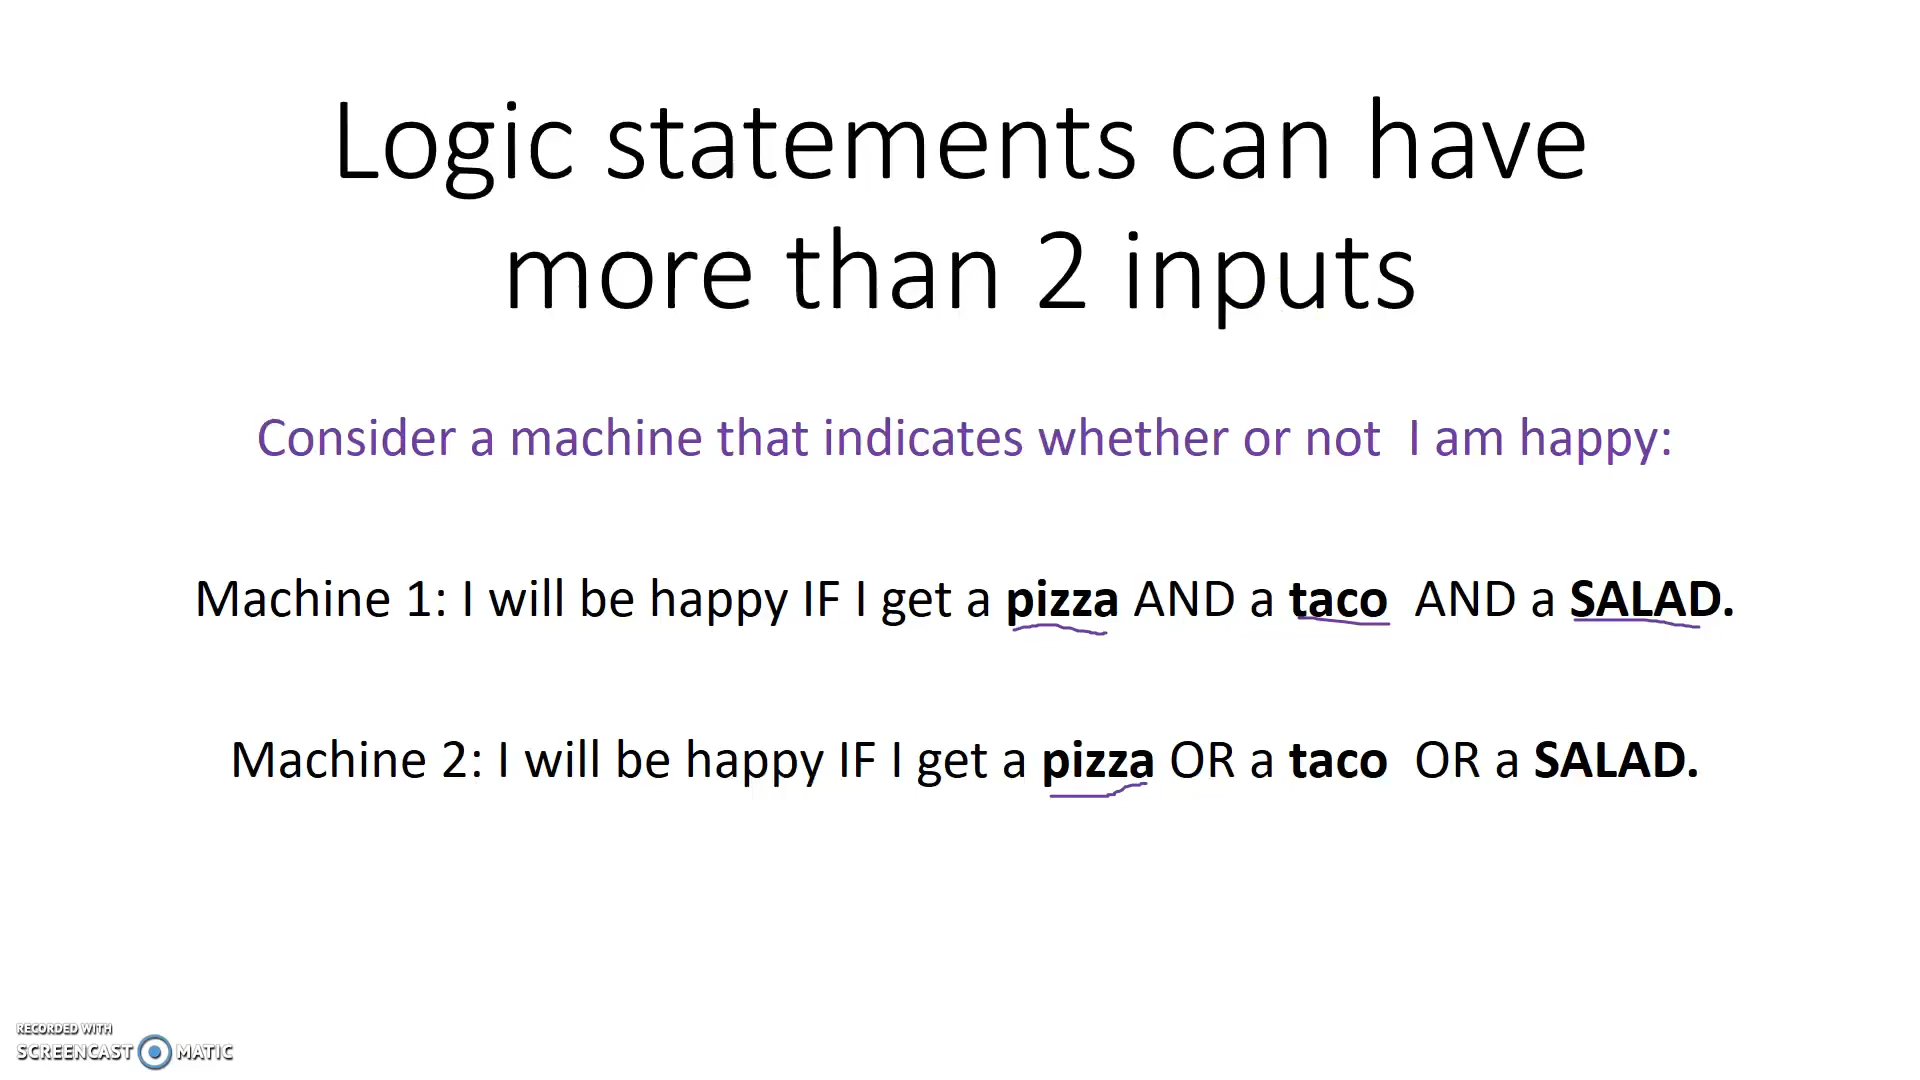 Logic statements can have
more than 2 inputs
Consider a machine that indicates whether or not I am happy:
Machine 1: I will be happy IF I get a pizza AND a taco AND a SALAD.
Machine 2: I will be happy IF I get a pizza OR a taco OR a SALAD.
RECORDED WITH
SCREENCAST MATIC